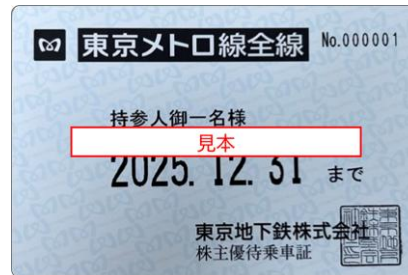 東京メトロ線全線 No.000001
持参人御一名様
見本
2025.12.31 まで
東京地下鉄株式会社
株主優待乗車証